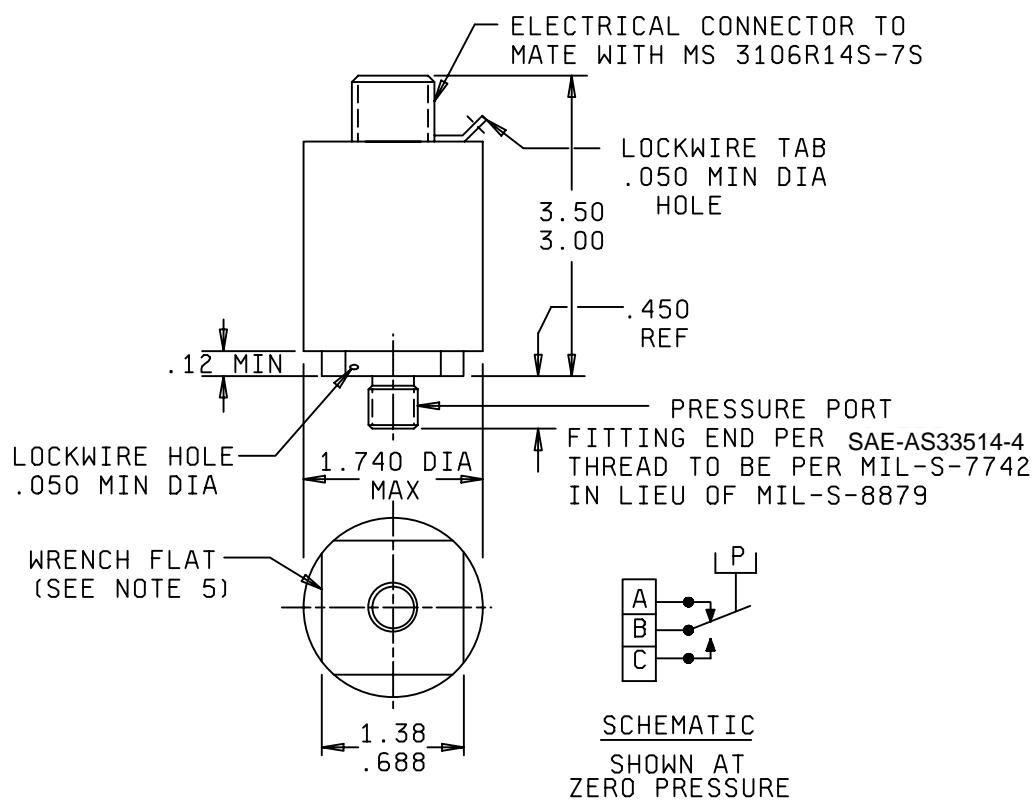 ELECTRICAL CONNECTOR TO
MATE WITH MS 3106R14S-7S
LOCKWIRE TAB
.050 MIN DIA
HOLE
3.50
3.00
.450
REF
.12 MIN
PRESSURE PORT
FITTING END PER SAE-AS33514-4
THREAD TO BE PER MIL-S-7742
IN LIEU OF MIL-S-8879
LOCKWIRE HOLE
.050 MIN DIA
1.740 DIA
MAX
WRENCH FLAT
(SEE NOTE 5)
P
A
B
C
1.38
.688
SCHEMATIC
SHOWN AT
ZERO PRESSURE